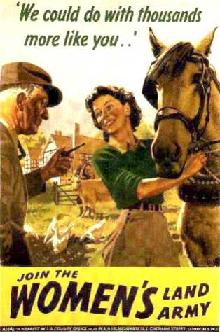 'We could do with thousands
more like you..'
JOIN THE
WOMEN'S LAND
ARMY